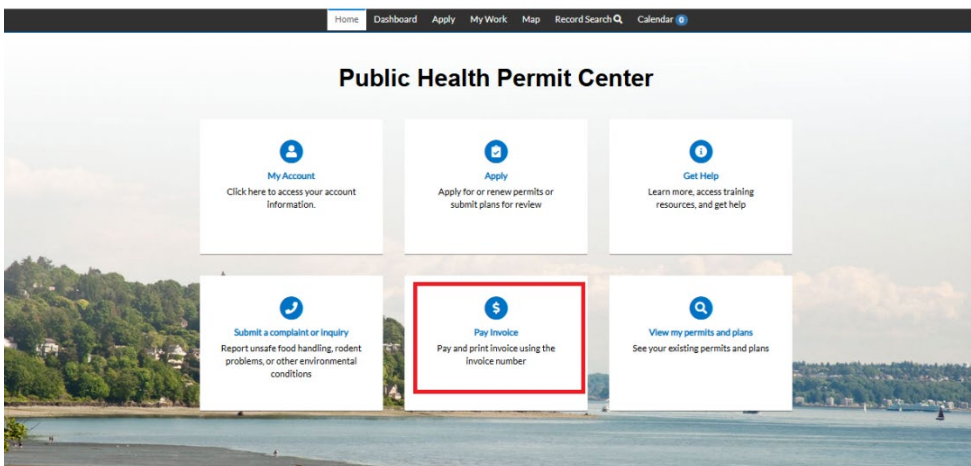 Home Dashboard Apply My Work Map Record Search Calendar 0
Public Health Permit Center
My Account
Click here to access your account
information.
Apply
Apply for or renew permits or
submit plans for review
Get Help
Learn more, access training
resources, and get help
Submit a complaint or inquiry
Report unsafe food handling, rodent
problems, or other environmental
conditions
Pay Invoice
Pay and print invoice using the
invoice number
View my permits and plans
See your existing permits and plans